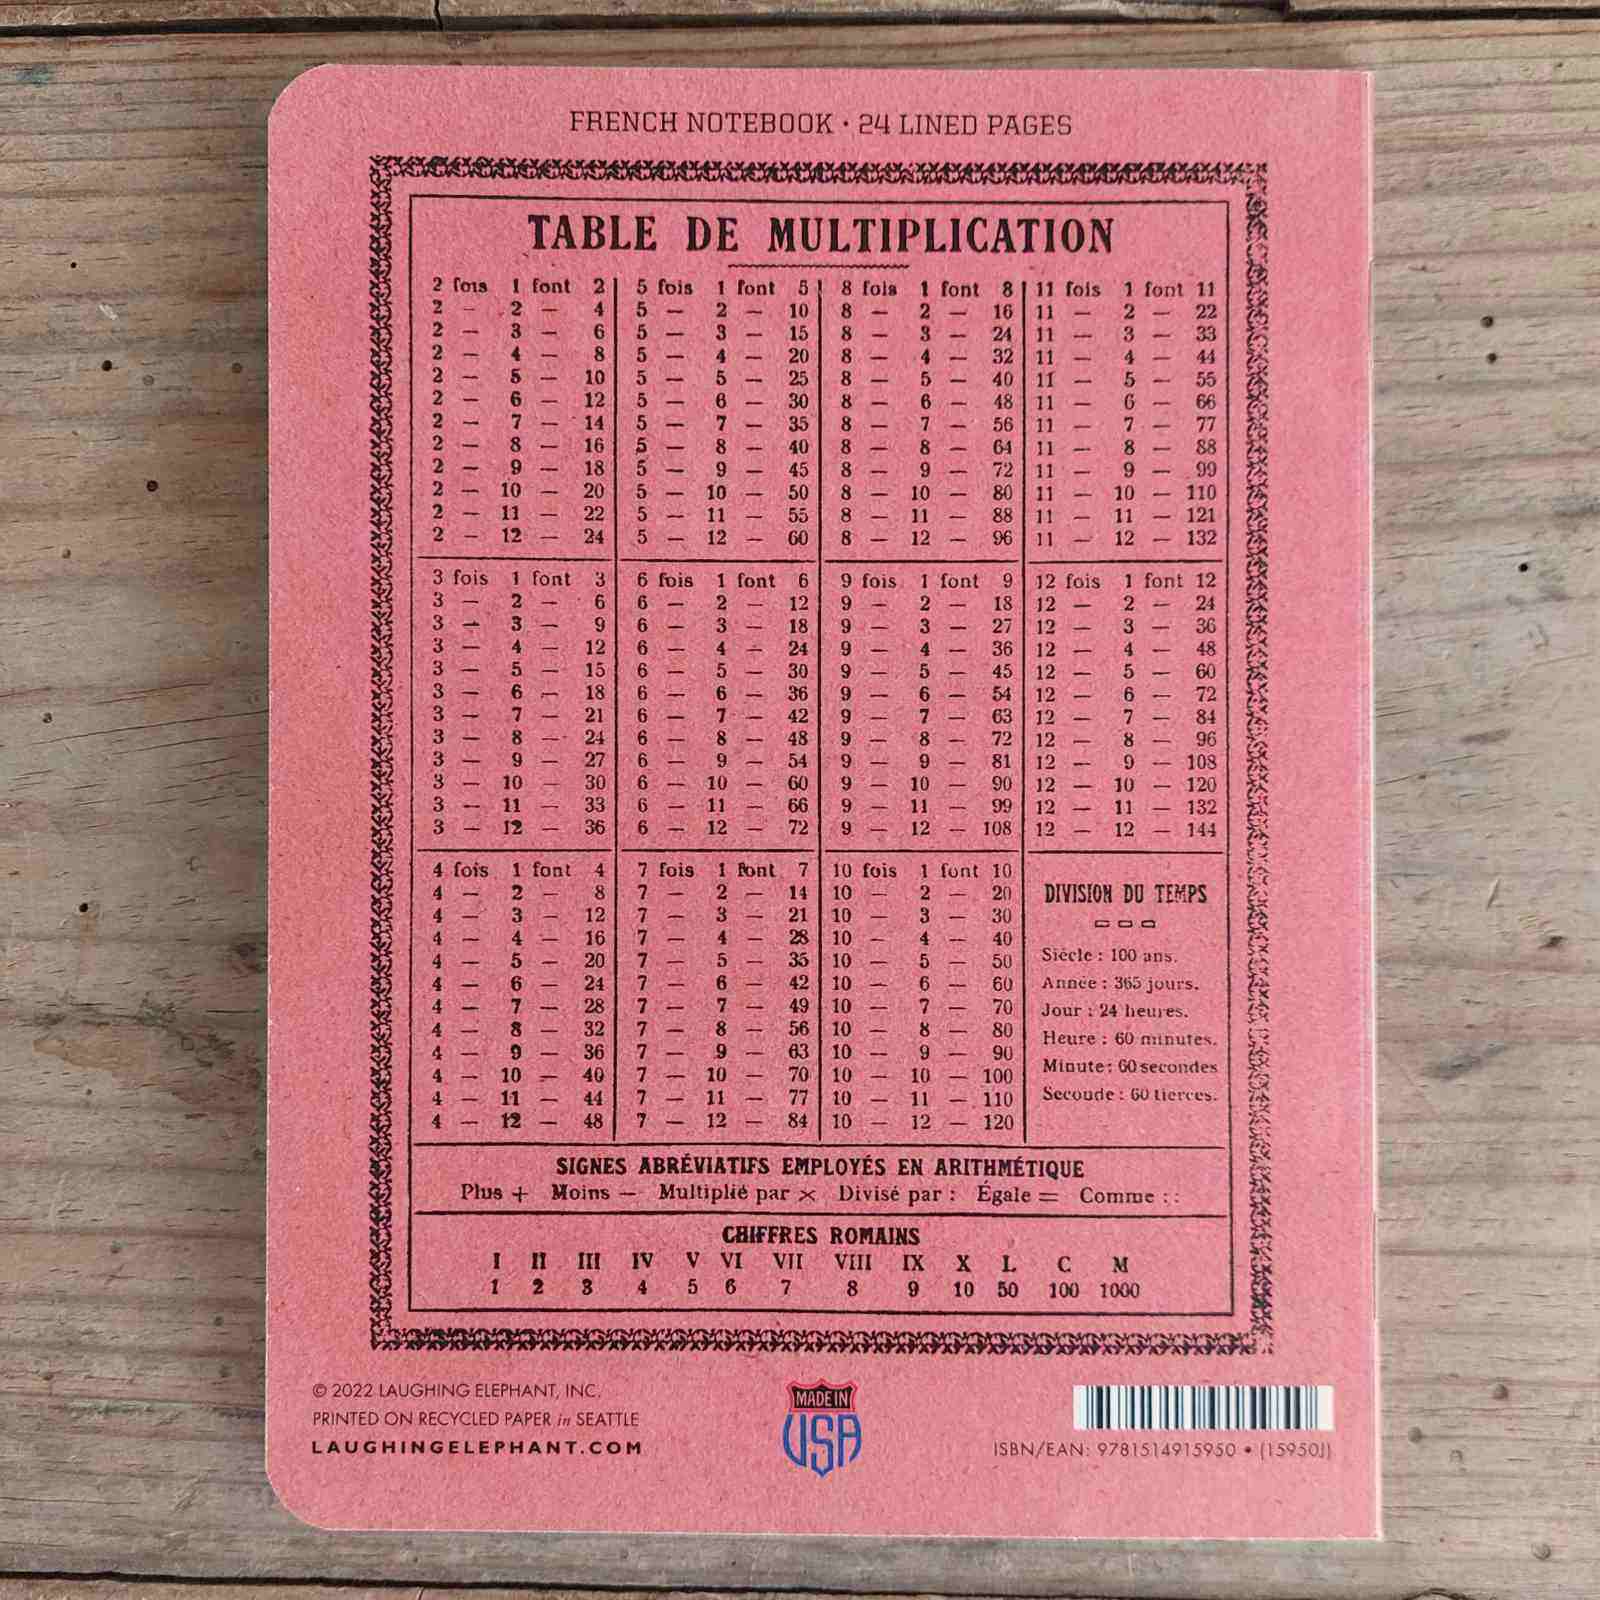 FRENCH NOTEBOOK • 24 LINED PAGES
TABLE DE MULTIPLICATION
2 fois 1 font 2
2 – 2 – 4
2 – 3 – 6
2 – 4 – 8
2 – 5 – 10
2 – 6 – 12
2 – 7 – 14
2 – 8 – 16
2 – 9 – 18
2 – 10 – 20
2 – 11 – 22
2 – 12 – 24
3 fois 1 font 3
3 – 2 – 6
3 – 3 – 9
3 – 4 – 12
3 – 5 – 15
3 – 6 – 18
3 – 7 – 21
3 – 8 – 24
3 – 9 – 27
3 – 10 – 30
3 – 11 – 33
3 – 12 – 36
4 fois 1 font 4
4 – 2 – 8
4 – 3 – 12
4 – 4 – 16
4 – 5 – 20
4 – 6 – 24
4 – 7 – 28
4 – 8 – 32
4 – 9 – 36
4 – 10 – 40
4 – 11 – 44
4 – 12 – 48
5 fois 1 font 5
5 – 2 – 10
5 – 3 – 15
5 – 4 – 20
5 – 5 – 25
5 – 6 – 30
5 – 7 – 35
5 – 8 – 40
5 – 9 – 45
5 – 10 – 50
5 – 11 – 55
5 – 12 – 60
6 fois 1 font 6
6 – 2 – 12
6 – 3 – 18
6 – 4 – 24
6 – 5 – 30
6 – 6 – 36
6 – 7 – 42
6 – 8 – 48
6 – 9 – 54
6 – 10 – 60
6 – 11 – 66
6 – 12 – 72
7 fois 1 font 7
7 – 2 – 14
7 – 3 – 21
7 – 4 – 28
7 – 5 – 35
7 – 6 – 42
7 – 7 – 49
7 – 8 – 56
7 – 9 – 63
7 – 10 – 70
7 – 11 – 77
7 – 12 – 84
8 fois 1 font 8
8 – 2 – 16
8 – 3 – 24
8 – 4 – 32
8 – 5 – 40
8 – 6 – 48
8 – 7 – 56
8 – 8 – 64
8 – 9 – 72
8 – 10 – 80
8 – 11 – 88
8 – 12 – 96
9 fois 1 font 9
9 – 2 – 18
9 – 3 – 27
9 – 4 – 36
9 – 5 – 45
9 – 6 – 54
9 – 7 – 63
9 – 8 – 72
9 – 9 – 81
9 – 10 – 90
9 – 11 – 99
9 – 12 – 108
10 fois 1 font 10
10 – 2 – 20
10 – 3 – 30
10 – 4 – 40
10 – 5 – 50
10 – 6 – 60
10 – 7 – 70
10 – 8 – 80
10 – 9 – 90
10 – 10 – 100
10 – 11 – 110
10 – 12 – 120
11 fois 1 font 11
11 – 2 – 22
11 – 3 – 33
11 – 4 – 44
11 – 5 – 55
11 – 6 – 66
11 – 7 – 77
11 – 8 – 88
11 – 9 – 99
11 – 10 – 110
11 – 11 – 121
11 – 12 – 132
12 fois 1 font 12
12 – 2 – 24
12 – 3 – 36
12 – 4 – 48
12 – 5 – 60
12 – 6 – 72
12 – 7 – 84
12 – 8 – 96
12 – 9 – 108
12 – 10 – 120
12 – 11 – 132
12 – 12 – 144
DIVISION DU TEMPS
Siècle : 100 ans.
Année : 365 jours.
Jour : 24 heures.
Heure : 60 minutes.
Minute : 60 secondes
Seconde : 60 tierces.
SIGNES ABRÉVIATIFS EMPLOYÉS EN ARITHMÉTIQUE
Plus + Moins – Multiplié par × Divisé par : Égale = Comme : :
CHIFFRES ROMAINS
I II III IV V VI VII VIII IX X L C M
1 2 3 4 5 6 7 8 9 10 50 100 1000
© 2022 LAUGHING ELEPHANT, INC.
PRINTED ON RECYCLED PAPER in SEATTLE
LAUGHINGELEPHANT.COM
MADE IN
USA
ISBN/EAN: 9781514915950 • (15950J)